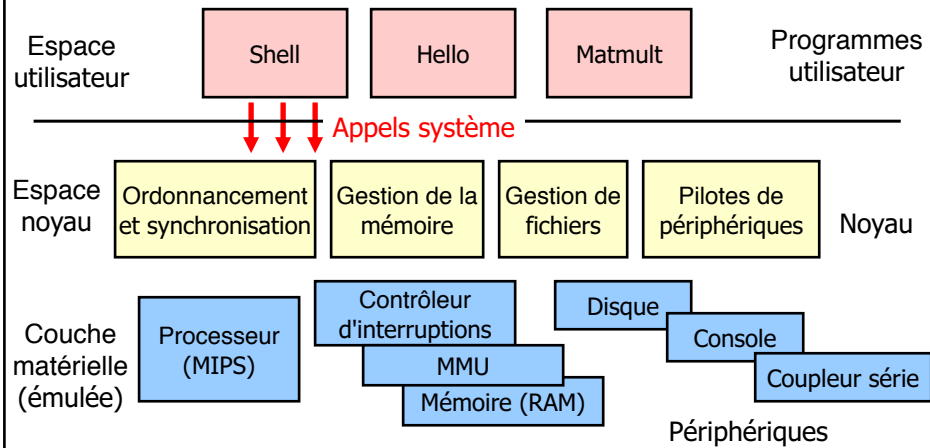 Espace
utilisateur
Shell
Hello
Matmult
Programmes
utilisateur
Appels système
Espace
noyau
Ordonnancement
et synchronisation
Gestion de la
mémoire
Gestion de
fichiers
Pilotes de
périphériques
Noyau
Couche
matérielle
(émulée)
Processeur
(MIPS)
Contrôleur
d'interruptions
MMU
Mémoire (RAM)
Disque
Console
Coupleur série
Périphériques